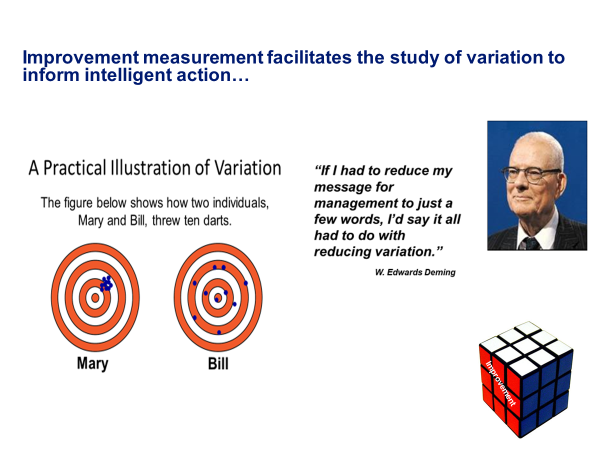 Improvement measurement facilitates the study of variation to
inform intelligent action…
A Practical Illustration of Variation
The figure below shows how two individuals,
Mary and Bill, threw ten darts.
Mary
Bill
“If I had to reduce my
message for
management to just a
few words, I’d say it all
had to do with
reducing variation.”
W. Edwards Deming
Improvement